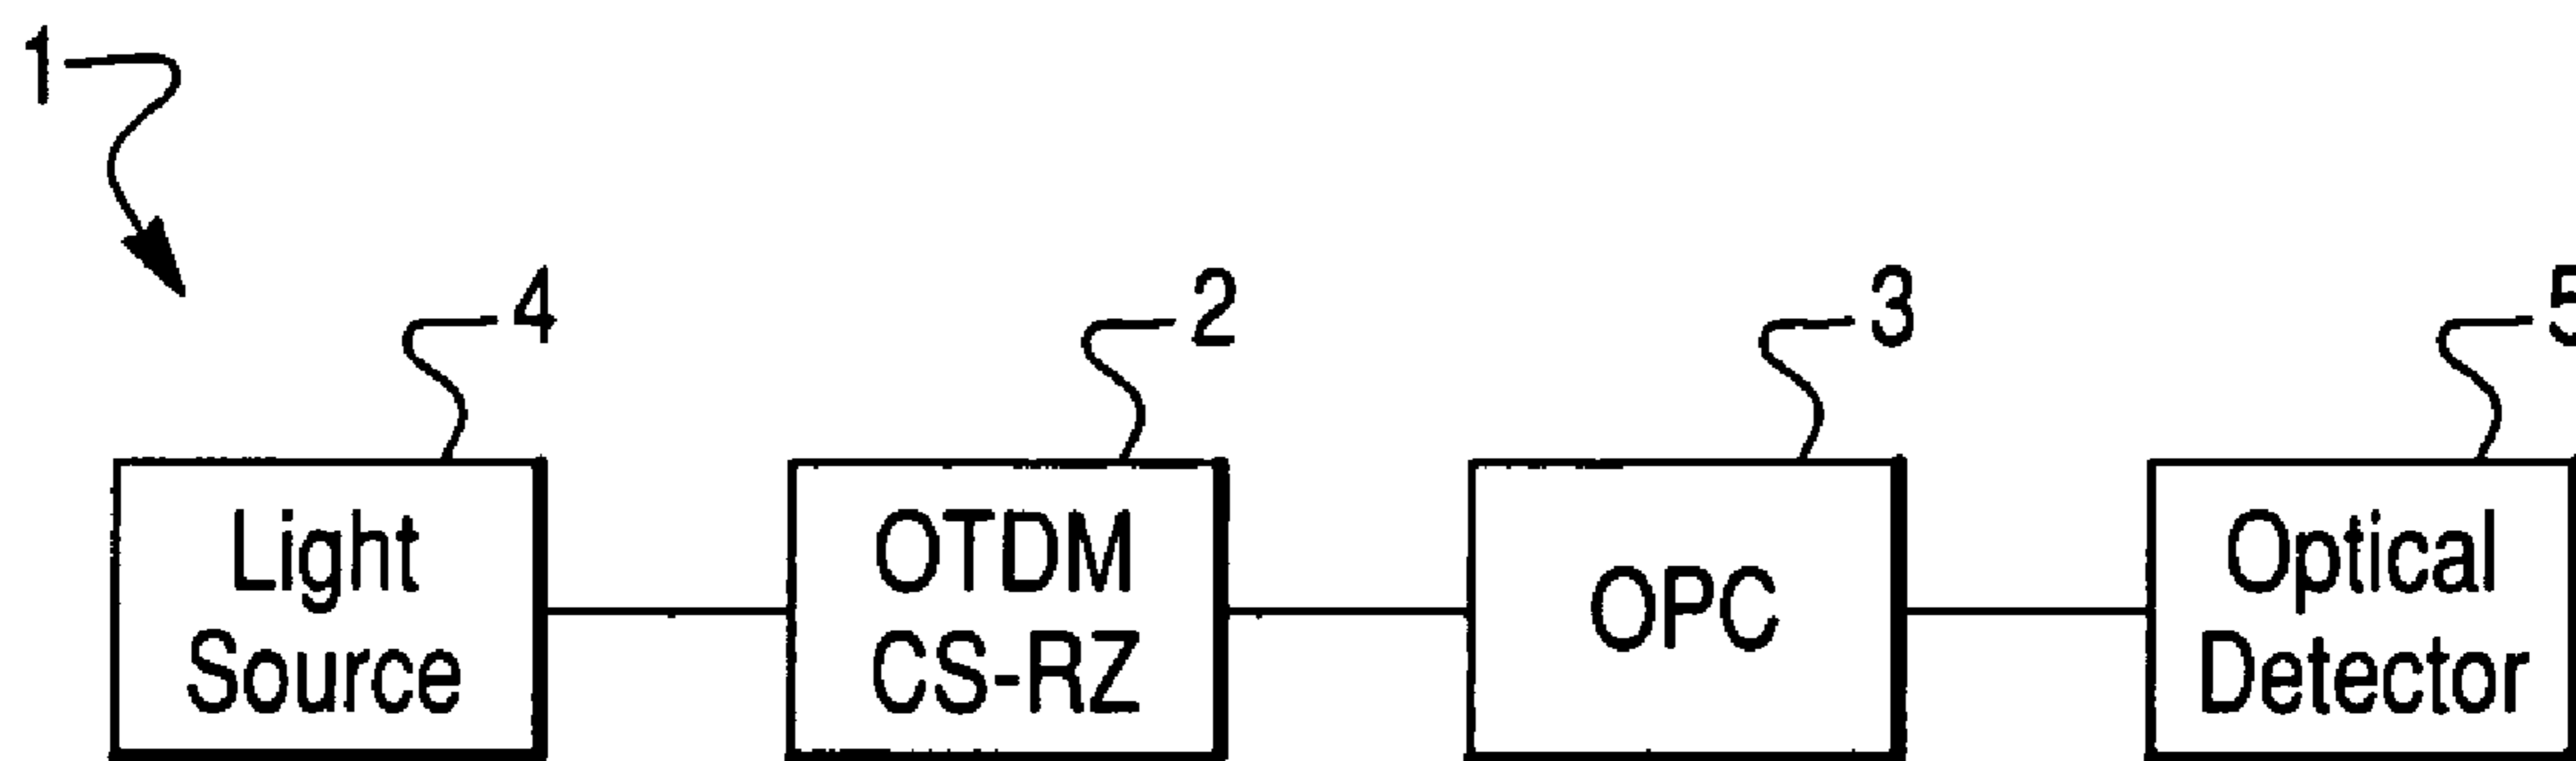 1
4
2
3
5
Light
Source
OTDM
CS-RZ
OPC
Optical
Detector